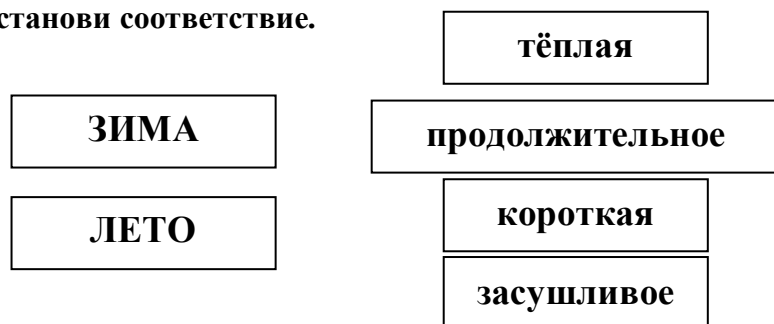 станови соответствие.
тёплая
ЗИМА
продолжительное
ЛЕТО
короткая
засушливое